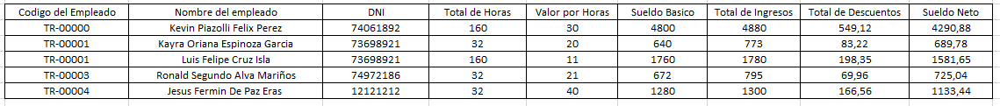 Codigo del Empleado Nombre del empleado DNI Total de Horas Valor por Horas Sueldo Basico Total de Ingresos Total de Descuentos Sueldo Neto
TR-00000 Kevin Piazolli Felix Perez 74061892 160 30 4800 4880 549,12 4290,88
TR-00001 Kayra Oriana Espinoza Garcia 73698921 32 20 640 773 83,22 689,78
TR-00001 Luis Felipe Cruz Isla 73698921 160 11 1760 1780 198,35 1581,65
TR-00003 Ronald Segundo Alva Mariños 74972186 32 21 672 795 69,96 725,04
TR-00004 Jesus Fermin De Paz Eras 12121212 32 40 1280 1300 166,56 1133,44